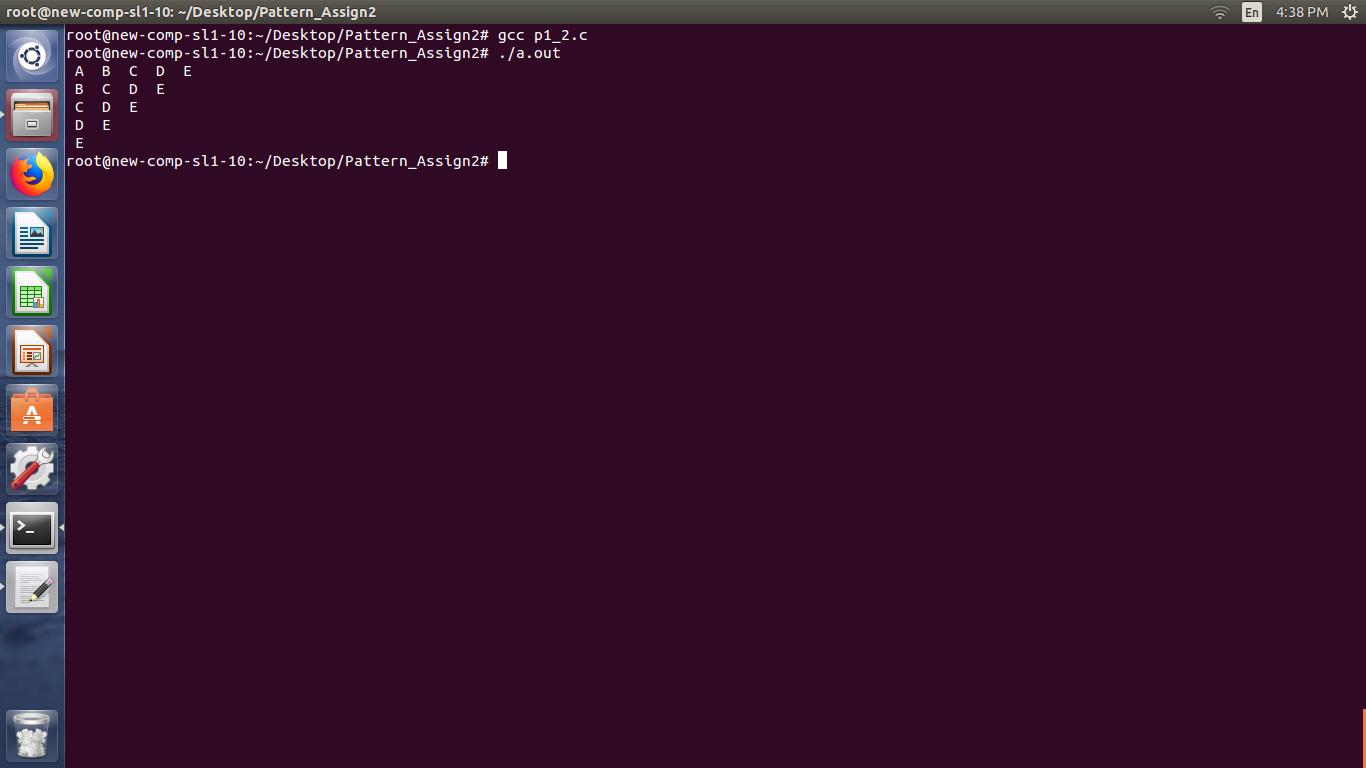 root@new-comp-sl1-10: ~/Desktop/Pattern_Assign2
En
4:38 PM
root@new-comp-sl1-10:~/Desktop/Pattern_Assign2# gcc p1_2.c
root@new-comp-sl1-10:~/Desktop/Pattern_Assign2# ./a.out
A  B  C  D  E
B  C  D  E
C  D  E
D  E
E
root@new-comp-sl1-10:~/Desktop/Pattern_Assign2#